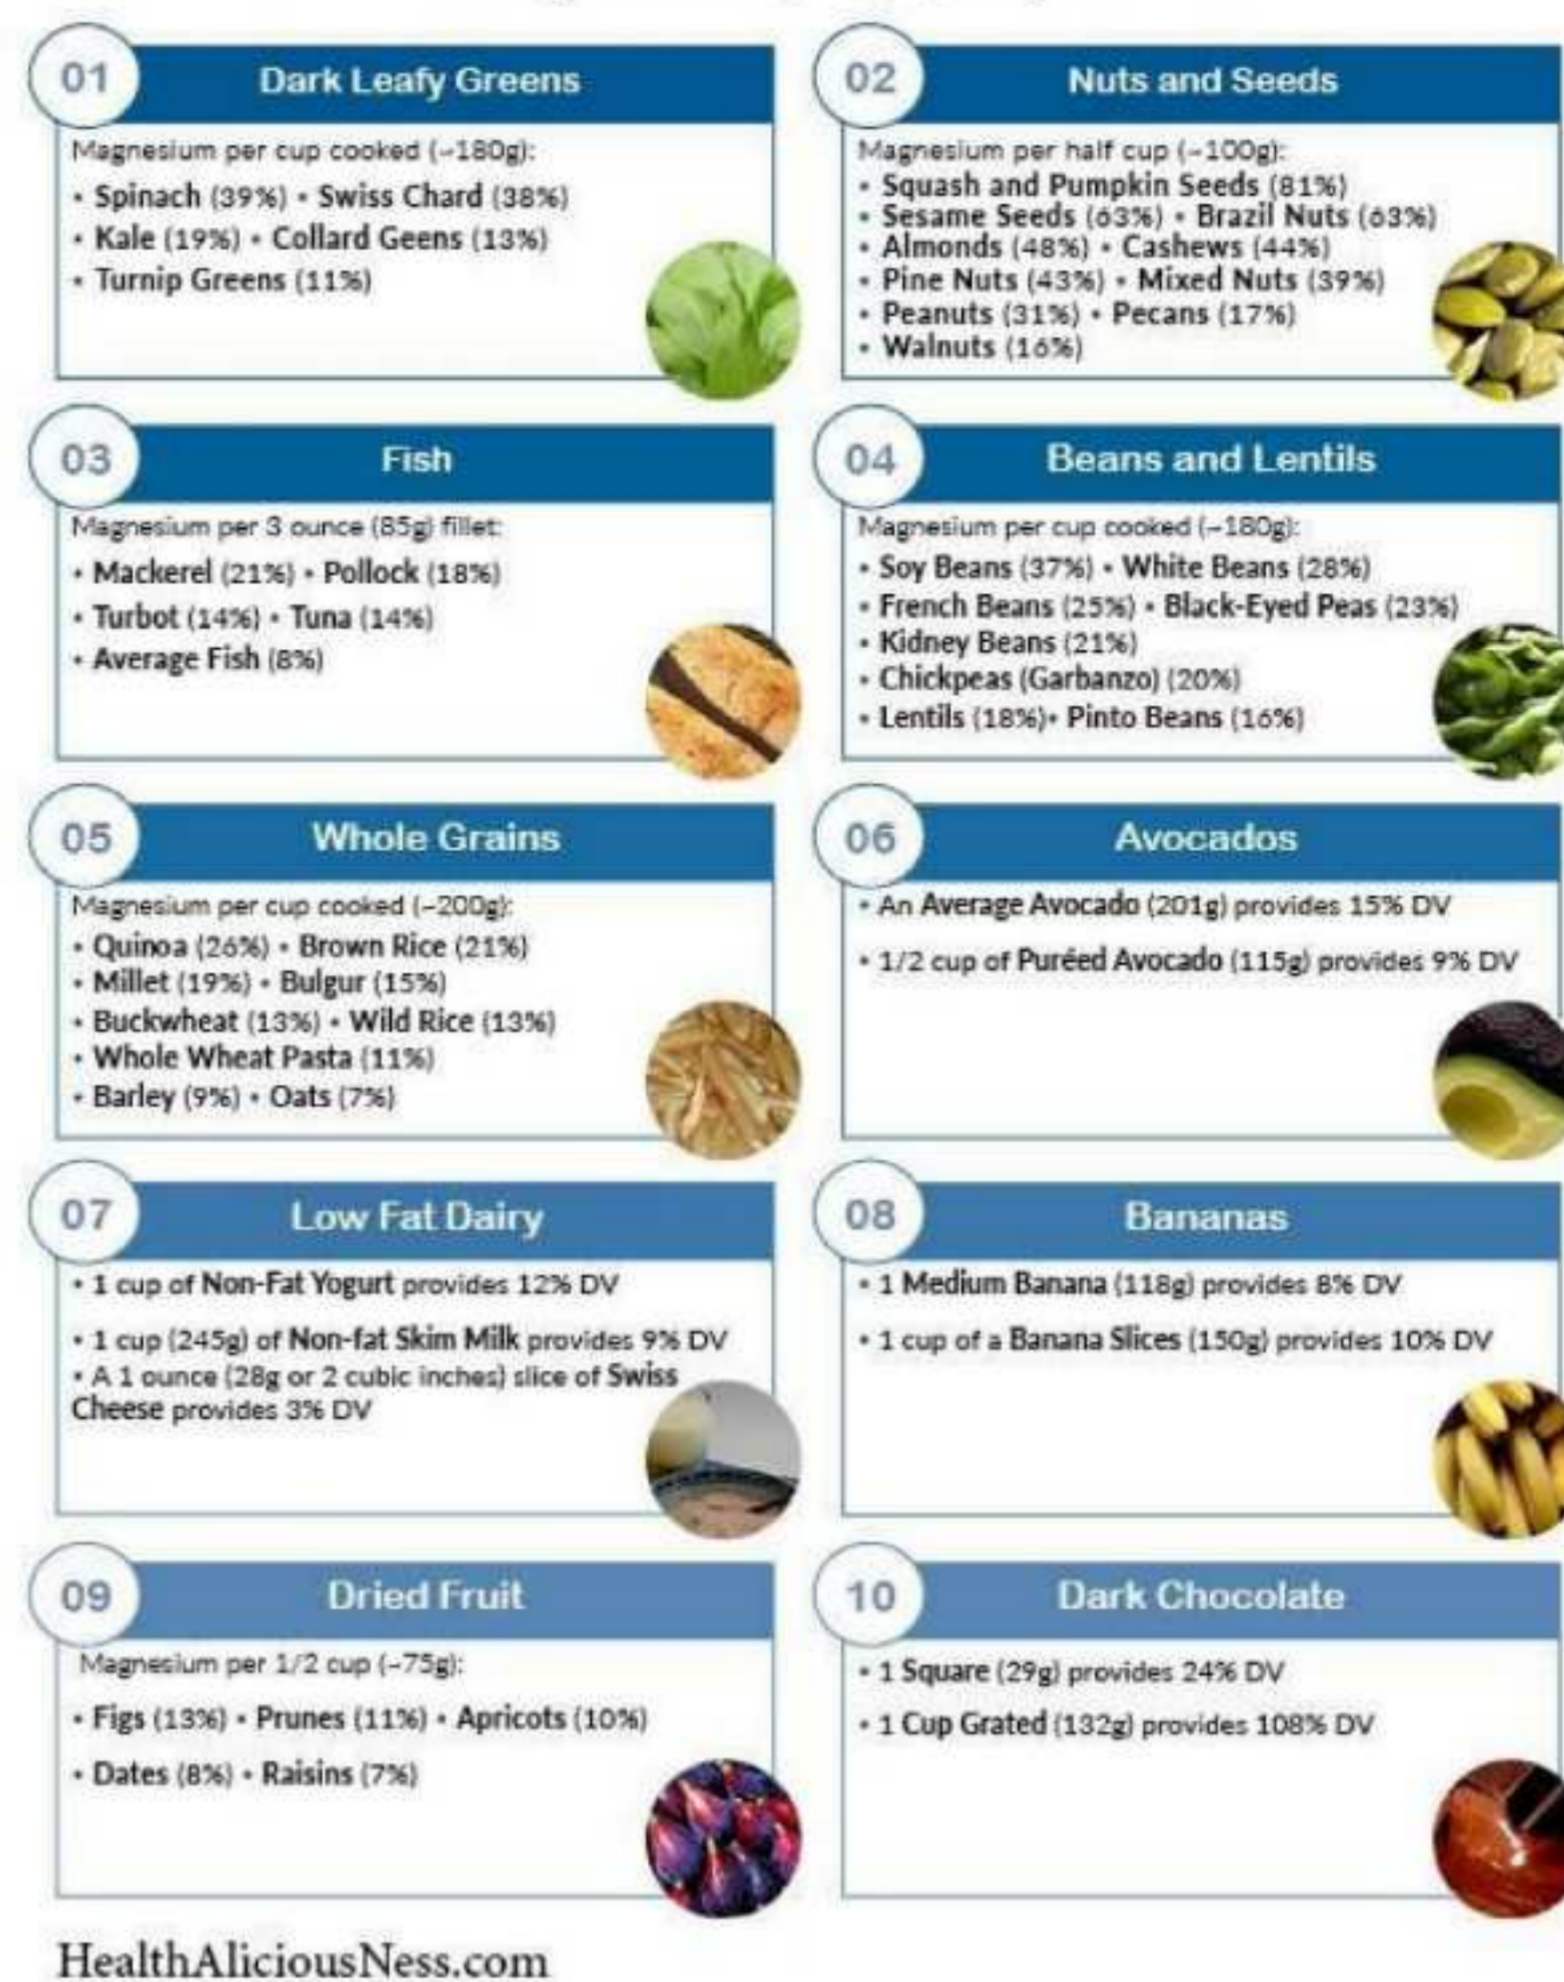 01
Dark Leafy Greens
Magnesium per cup cooked (~180g):
• Spinach (39%) • Swiss Chard (38%)
• Kale (19%) • Collard Geens (13%)
• Turnip Greens (11%)
02
Nuts and Seeds
Magnesium per half cup (~100g):
• Squash and Pumpkin Seeds (81%)
• Sesame Seeds (63%) • Brazil Nuts (63%)
• Almonds (48%) • Cashews (44%)
• Pine Nuts (43%) • Mixed Nuts (39%)
• Peanuts (31%) • Pecans (17%)
• Walnuts (16%)
03
Fish
Magnesium per 3 ounce (85g) fillet:
• Mackerel (21%) • Pollock (18%)
• Turbot (14%) • Tuna (14%)
• Average Fish (8%)
04
Beans and Lentils
Magnesium per cup cooked (~180g):
• Soy Beans (37%) • White Beans (28%)
• French Beans (25%) • Black-Eyed Peas (23%)
• Kidney Beans (21%)
• Chickpeas (Garbanzo) (20%)
• Lentils (18%)• Pinto Beans (16%)
05
Whole Grains
Magnesium per cup cooked (~200g):
• Quinoa (26%) • Brown Rice (21%)
• Millet (19%) • Bulgur (15%)
• Buckwheat (13%) • Wild Rice (13%)
• Whole Wheat Pasta (11%)
• Barley (9%) • Oats (7%)
06
Avocados
• An Average Avocado (201g) provides 15% DV
• 1/2 cup of Puréed Avocado (115g) provides 9% DV
07
Low Fat Dairy
• 1 cup of Non-Fat Yogurt provides 12% DV
• 1 cup (245g) of Non-fat Skim Milk provides 9% DV
• A 1 ounce (28g or 2 cubic inches) slice of Swiss
Cheese provides 3% DV
08
Bananas
• 1 Medium Banana (118g) provides 8% DV
• 1 cup of a Banana Slices (150g) provides 10% DV
09
Dried Fruit
Magnesium per 1/2 cup (~75g):
• Figs (13%) • Prunes (11%) • Apricots (10%)
• Dates (8%) • Raisins (7%)
10
Dark Chocolate
• 1 Square (29g) provides 24% DV
• 1 Cup Grated (132g) provides 108% DV
HealthAliciousNess.com